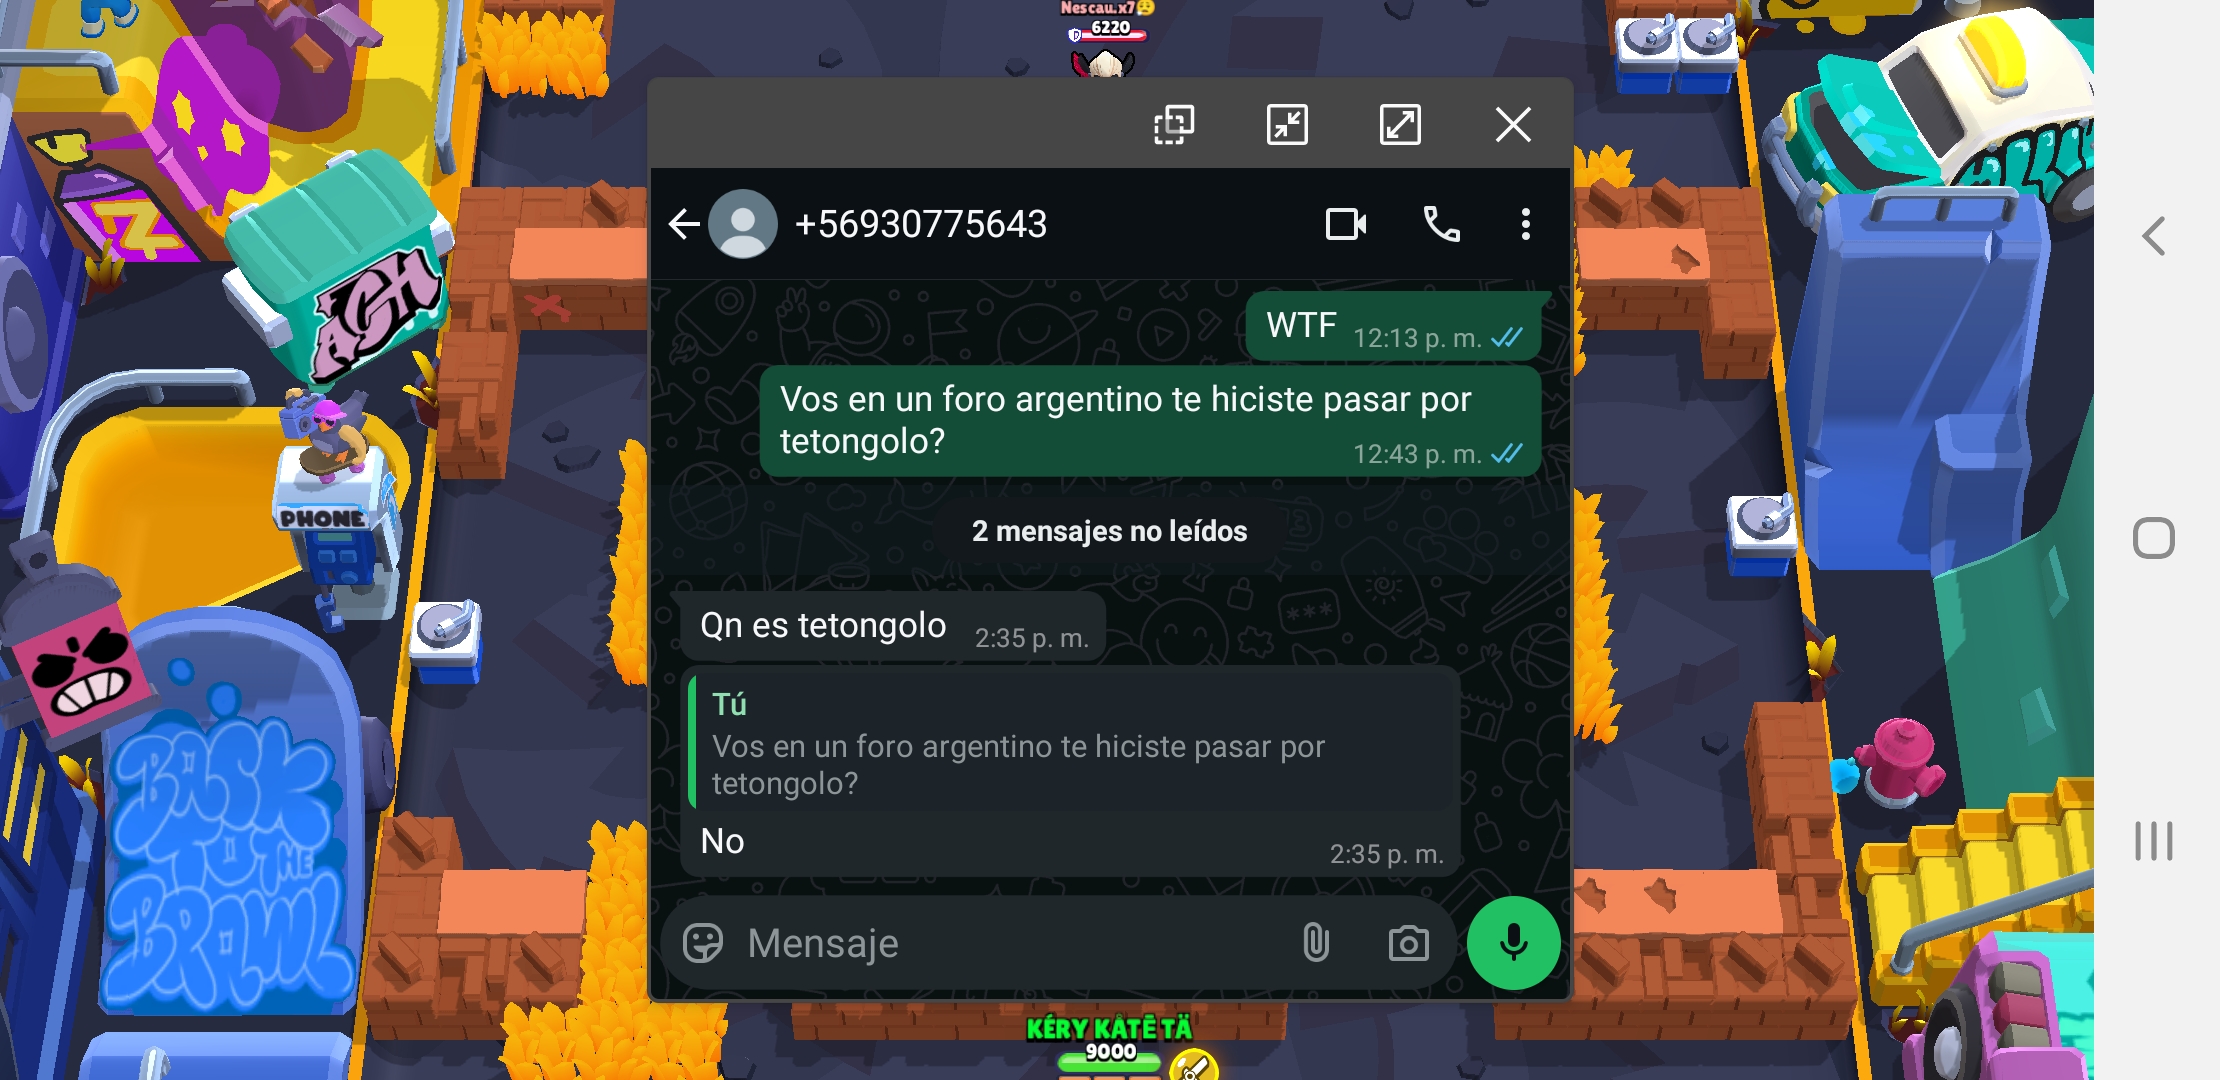 Nescau.x7😥
6220
+56930775643
WTF 12:13 p. m.
Vos en un foro argentino te hiciste pasar por
tetongolo?
12:43 p. m.
2 mensajes no leídos
Qn es tetongolo 2:35 p. m.
Tú
Vos en un foro argentino te hiciste pasar por
tetongolo?
No
2:35 p. m.
Mensaje
PHONE
BACK
TO THE
BRAWL
KÉRY KÅTĒ TÄ
9000